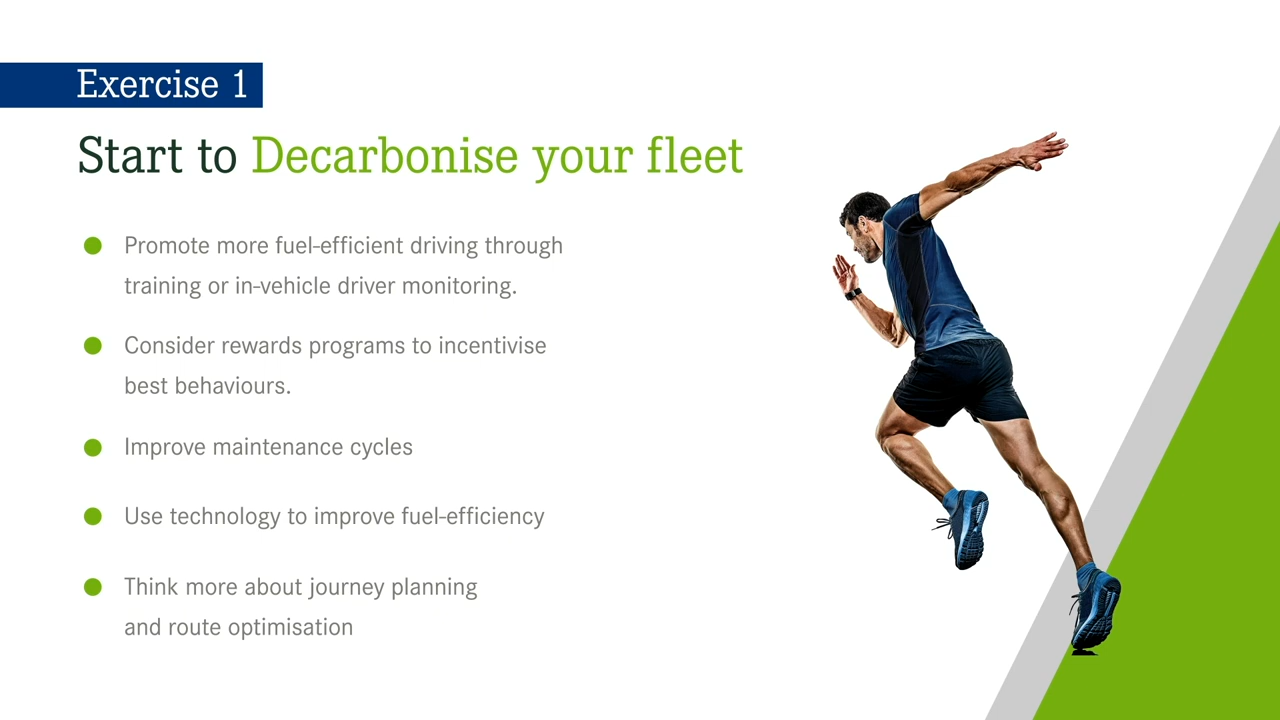 Exercise 1
Start to Decarbonise your fleet
Promote more fuel-efficient driving through
training or in-vehicle driver monitoring.
Consider rewards programs to incentivise
best behaviours.
Improve maintenance cycles
Use technology to improve fuel-efficiency
Think more about journey planning
and route optimisation